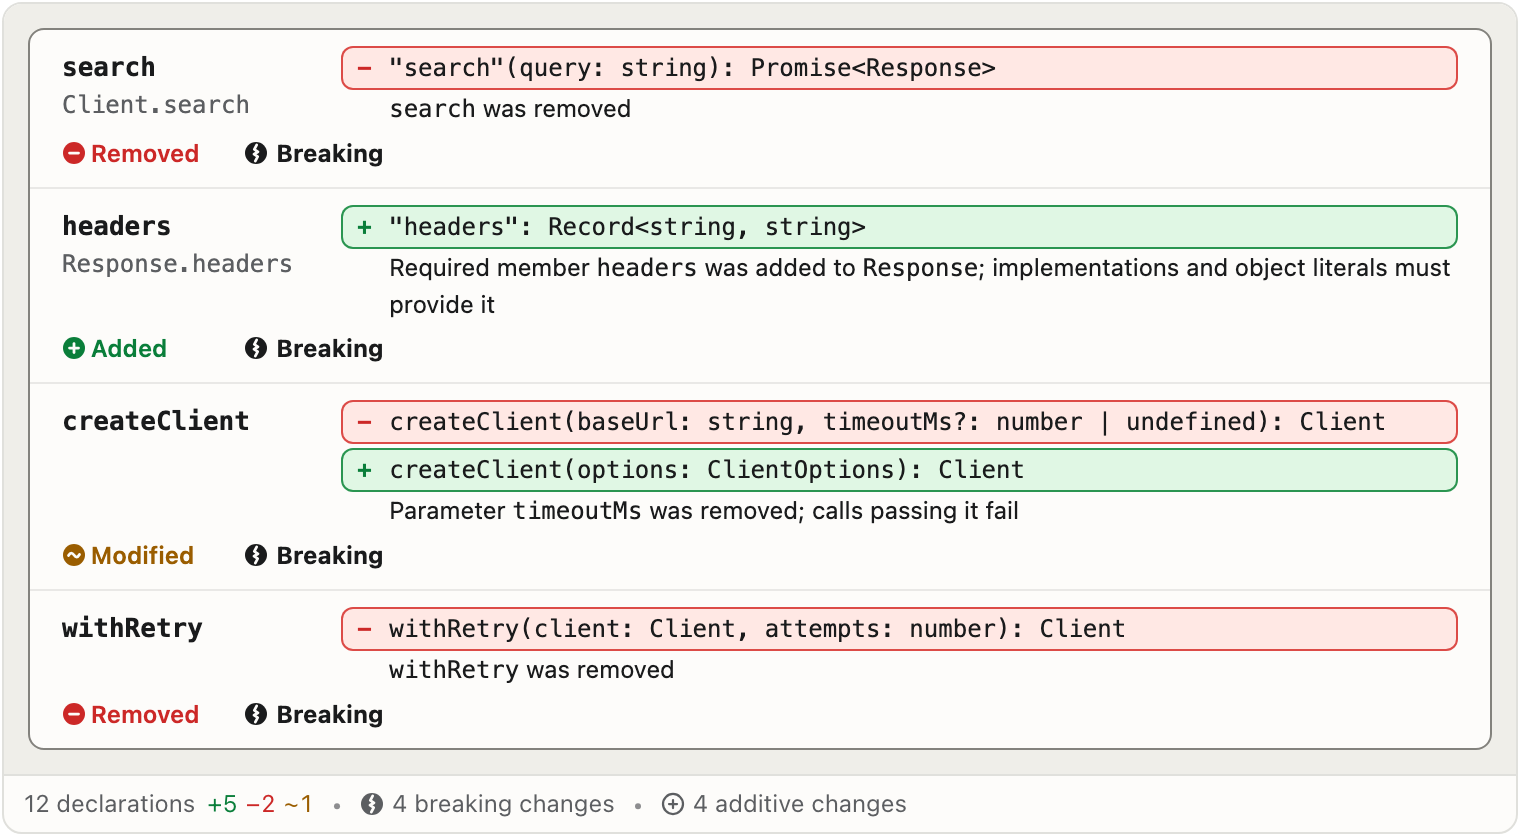 search
− "search"(query: string): Promise<Response>
Client.search
search was removed
Removed Breaking
headers
+ "headers": Record<string, string>
Response.headers
Required member headers was added to Response; implementations and object literals must
provide it
Added Breaking
createClient
− createClient(baseUrl: string, timeoutMs?: number | undefined): Client
+ createClient(options: ClientOptions): Client
Parameter timeoutMs was removed; calls passing it fail
Modified Breaking
withRetry
− withRetry(client: Client, attempts: number): Client
withRetry was removed
Removed Breaking
12 declarations +5 −2 ~1 • 4 breaking changes • 4 additive changes